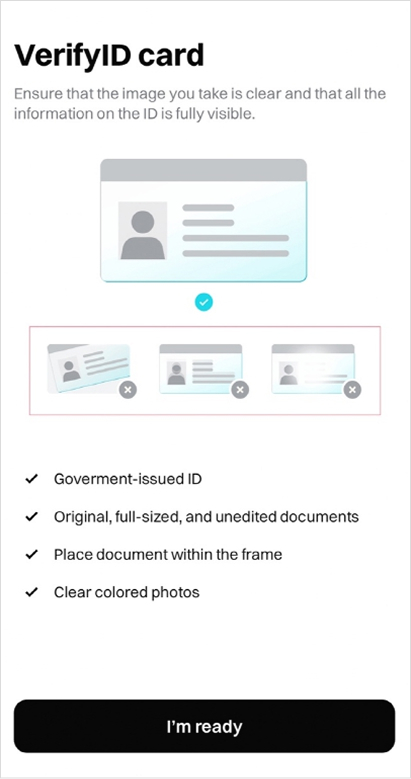 VerifyID card
Ensure that the image you take is clear and that all the
information on the ID is fully visible.
Goverment-issued ID
Original, full-sized, and unedited documents
Place document within the frame
Clear colored photos
I'm ready